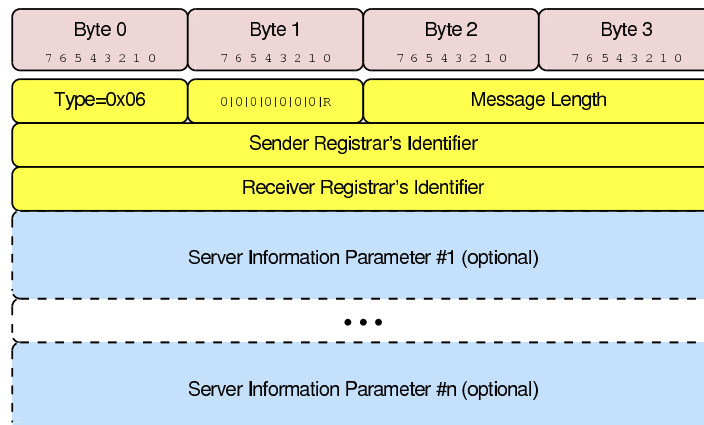 Byte 0 Byte 1 Byte 2 Byte 3
7 6 5 4 3 2 1 0 7 6 5 4 3 2 1 0 7 6 5 4 3 2 1 0 7 6 5 4 3 2 1 0
Type=0x06 0|0|0|0|0|0|0|R Message Length
Sender Registrar's Identifier
Receiver Registrar's Identifier
Server Information Parameter #1 (optional)
•••
Server Information Parameter #n (optional)